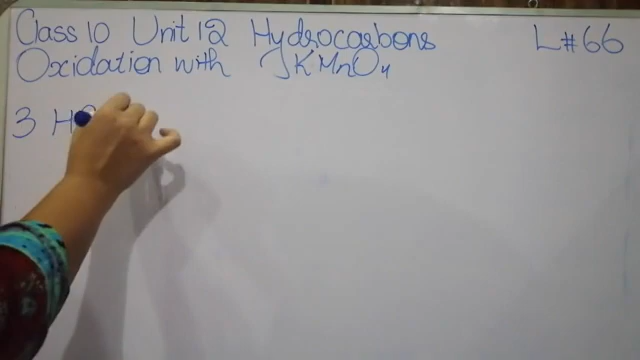 Class 10 Unit 12 Hydrocarbons L#66
Oxidation with KMnO₄
3 H